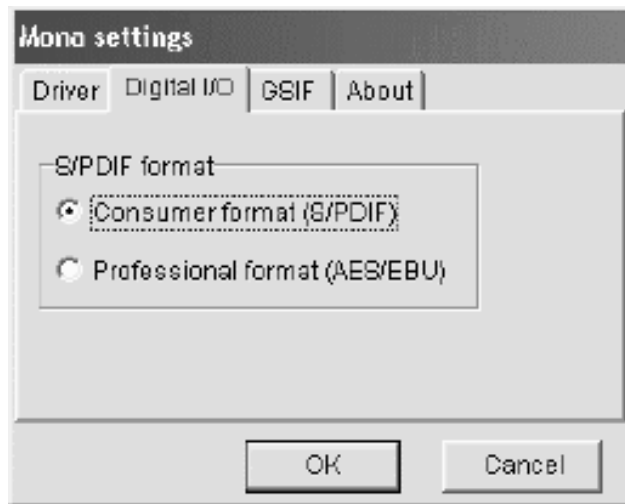 Mona settings
Driver Digital I/O GSIF About
S/PDIF format
Consumer format (S/PDIF)
Professional format (AES/EBU)
OK Cancel